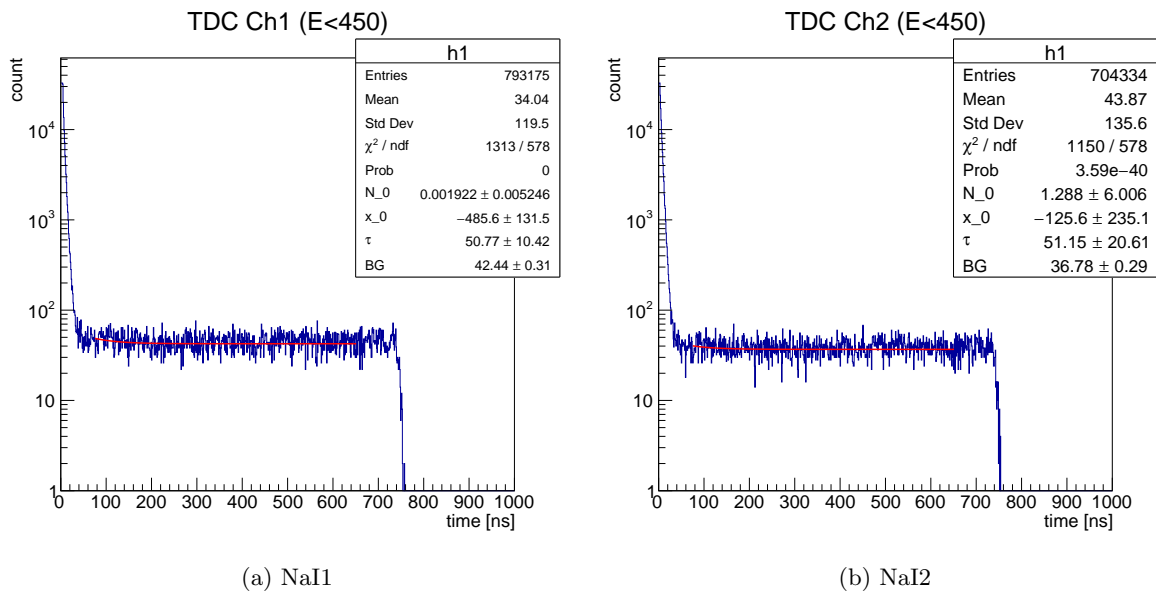 TDC Ch1 (E<450)
count
10⁴
10³
10²
10
1
0 100 200 300 400 500 600 700 800 900 1000
time [ns]
h1
Entries 793175
Mean 34.04
Std Dev 119.5
χ² / ndf 1313 / 578
Prob 0
N_0 0.001922 ± 0.005246
x_0 −485.6 ± 131.5
τ 50.77 ± 10.42
BG 42.44 ± 0.31
(a) NaI1
TDC Ch2 (E<450)
count
10⁴
10³
10²
10
1
0 100 200 300 400 500 600 700 800 900 1000
time [ns]
h1
Entries 704334
Mean 43.87
Std Dev 135.6
χ² / ndf 1150 / 578
Prob 3.59e−40
N_0 1.288 ± 6.006
x_0 −125.6 ± 235.1
τ 51.15 ± 20.61
BG 36.78 ± 0.29
(b) NaI2